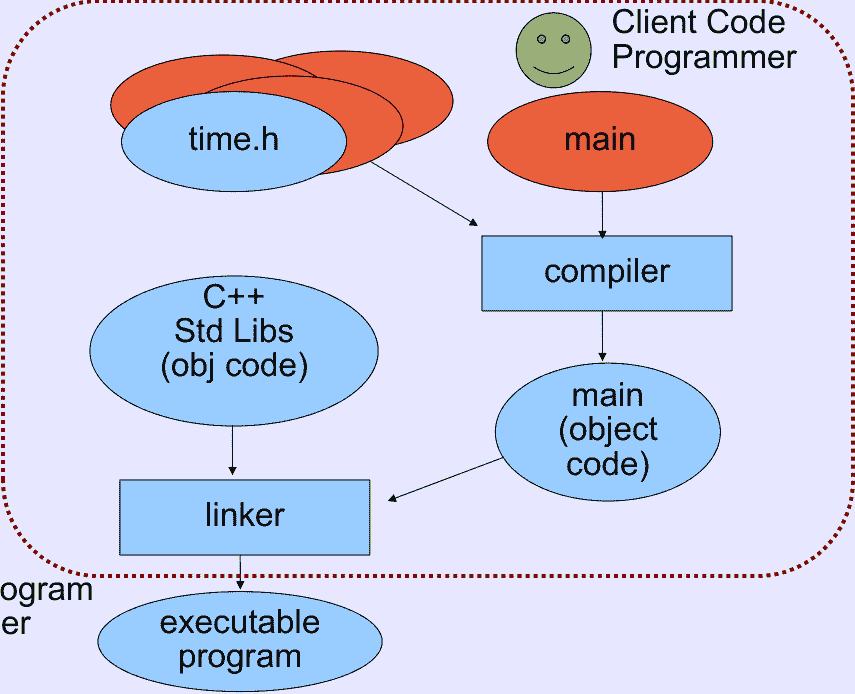 Client Code
Programmer
time.h
main
compiler
C++
Std Libs
(obj code)
main
(object
code)
linker
ogram
er
executable
program